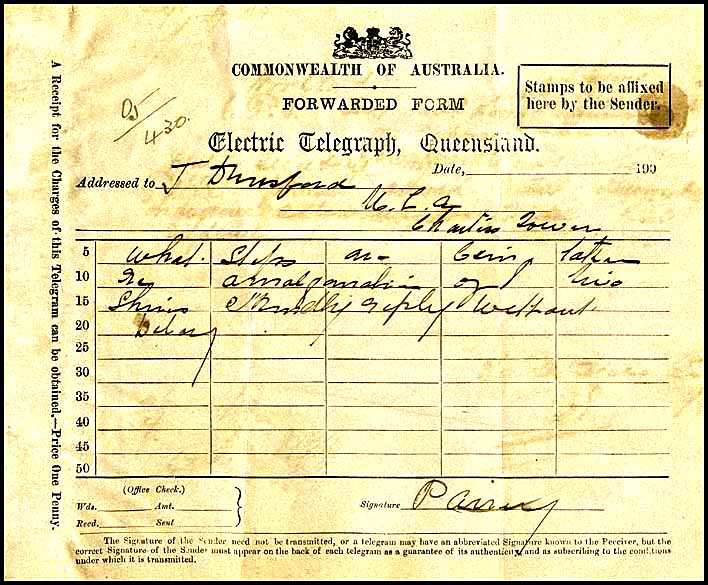 COMMONWEALTH OF AUSTRALIA.
FORWARDED FORM
Stamps to be affixed
here by the Sender.
430.
Electric Telegraph, Queensland.
Date, 190
Addressed to J Dunsford
M. L. A
Charters Towers
5 What Steps are being taken
10 Re amalgamation of two
15 Kindly reply without
20 Delay
25
30
35
40
45
50
(Office Check.)
Wds. Amt.
Recd. Sent
Signature
The Signature of the Sender need not be transmitted, or a telegram may have an abbreviated Signature known to the Receiver, but the
correct Signature of the Sender must appear on the back of each telegram as a guarantee of its authenticity and as subscribing to the conditions
under which it is transmitted.
A Receipt for the Charges of this Telegram can be obtained.—Price One Penny.